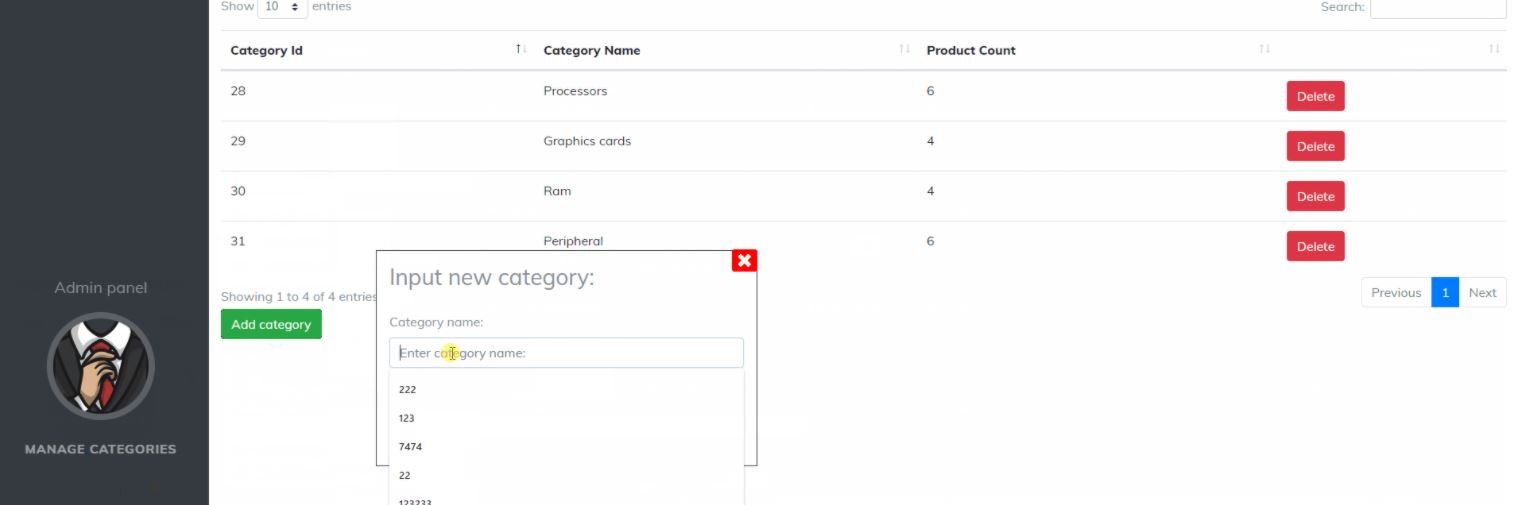 Show 10 entries Search:
Category Id Category Name Product Count
28 Processors 6 Delete
29 Graphics cards 4 Delete
30 Ram 4 Delete
31 Peripheral 6 Delete
Input new category:
Admin panel
Showing 1 to 4 of 4 entries
Previous 1 Next
Add category
Category name:
Enter category name:
222
123
7474
22
123233
MANAGE CATEGORIES